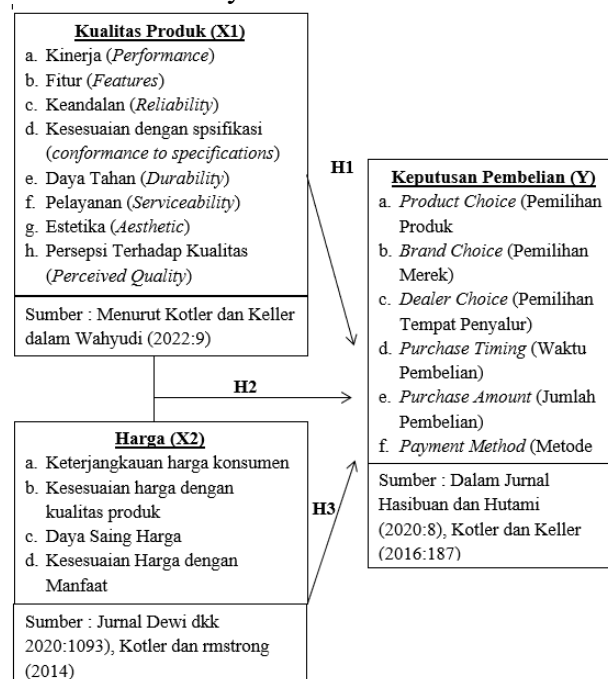 Kualitas Produk (X1)
a. Kinerja (Performance)
b. Fitur (Features)
c. Keandalan (Reliability)
d. Kesesuaian dengan spsifikasi
(conformance to specifications)
e. Daya Tahan (Durability)
f. Pelayanan (Serviceability)
g. Estetika (Aesthetic)
h. Persepsi Terhadap Kualitas
(Perceived Quality)
Sumber : Menurut Kotler dan Keller
dalam Wahyudi (2022:9)
H1
H2
Harga (X2)
a. Keterjangkauan harga konsumen
b. Kesesuaian harga dengan
kualitas produk
c. Daya Saing Harga
d. Kesesuaian Harga dengan
Manfaat
Sumber : Jurnal Dewi dkk
2020:1093), Kotler dan rmstrong
(2014)
H3
Keputusan Pembelian (Y)
a. Product Choice (Pemilihan
Produk
b. Brand Choice (Pemilihan
Merek)
c. Dealer Choice (Pemilihan
Tempat Penyalur)
d. Purchase Timing (Waktu
Pembelian)
e. Purchase Amount (Jumlah
Pembelian)
f. Payment Method (Metode
Sumber : Dalam Jurnal
Hasibuan dan Hutami
(2020:8), Kotler dan Keller
(2016:187)